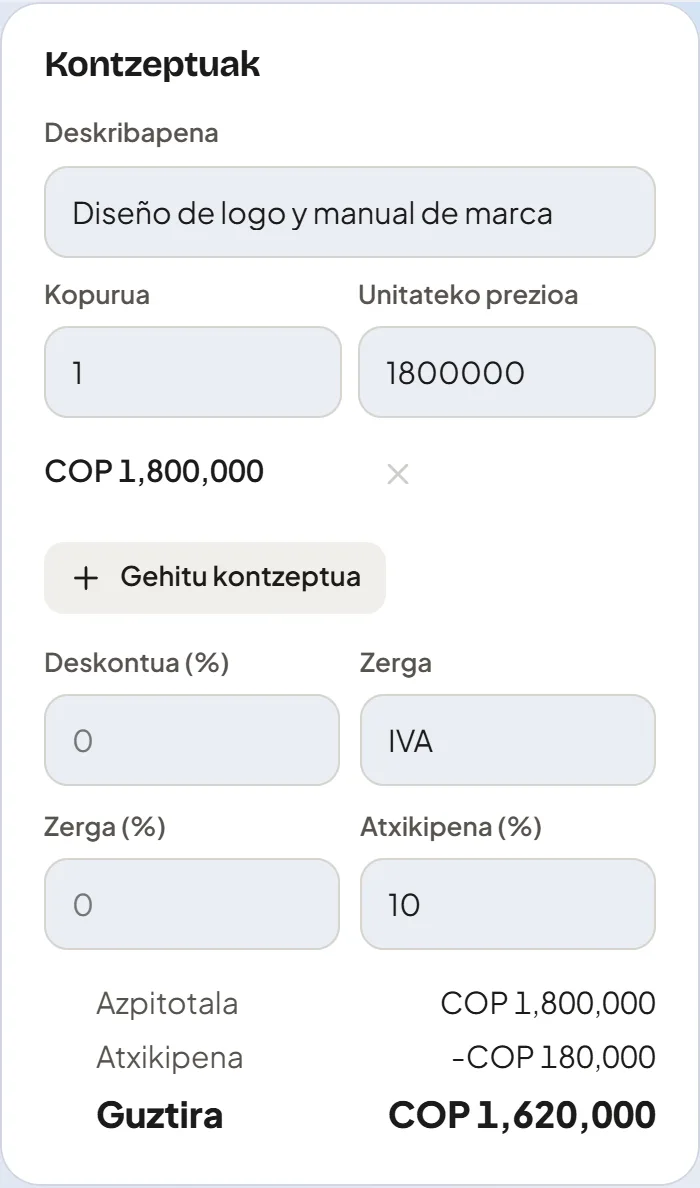 Kontzeptuak
Deskribapena
Diseño de logo y manual de marca
Kopurua Unitateko prezioa
1 1800000
COP 1,800,000 ×
+ Gehitu kontzeptua
Deskontua (%) Zerga
0 IVA
Zerga (%) Atxikipena (%)
0 10
Azpitotala COP 1,800,000
Atxikipena -COP 180,000
Guztira COP 1,620,000